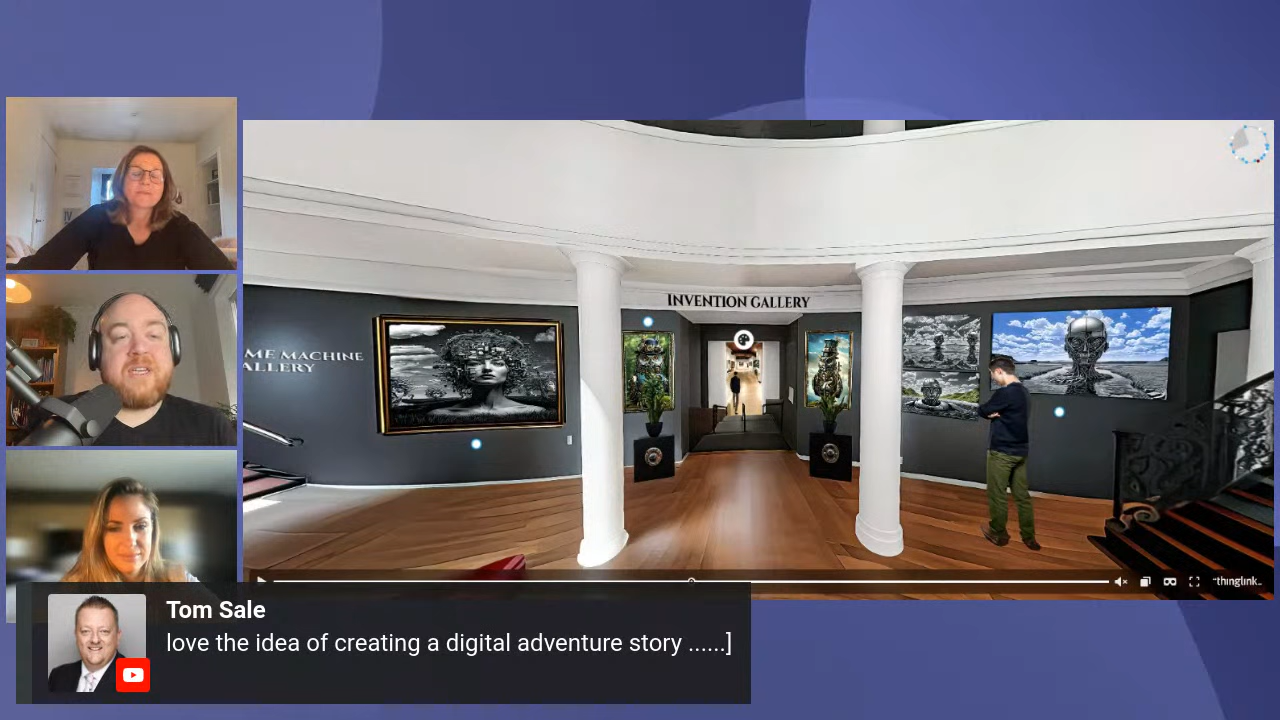 INVENTION GALLERY
ME MACHINE
ALLERY
thinglink..
Tom Sale
love the idea of creating a digital adventure story ......]